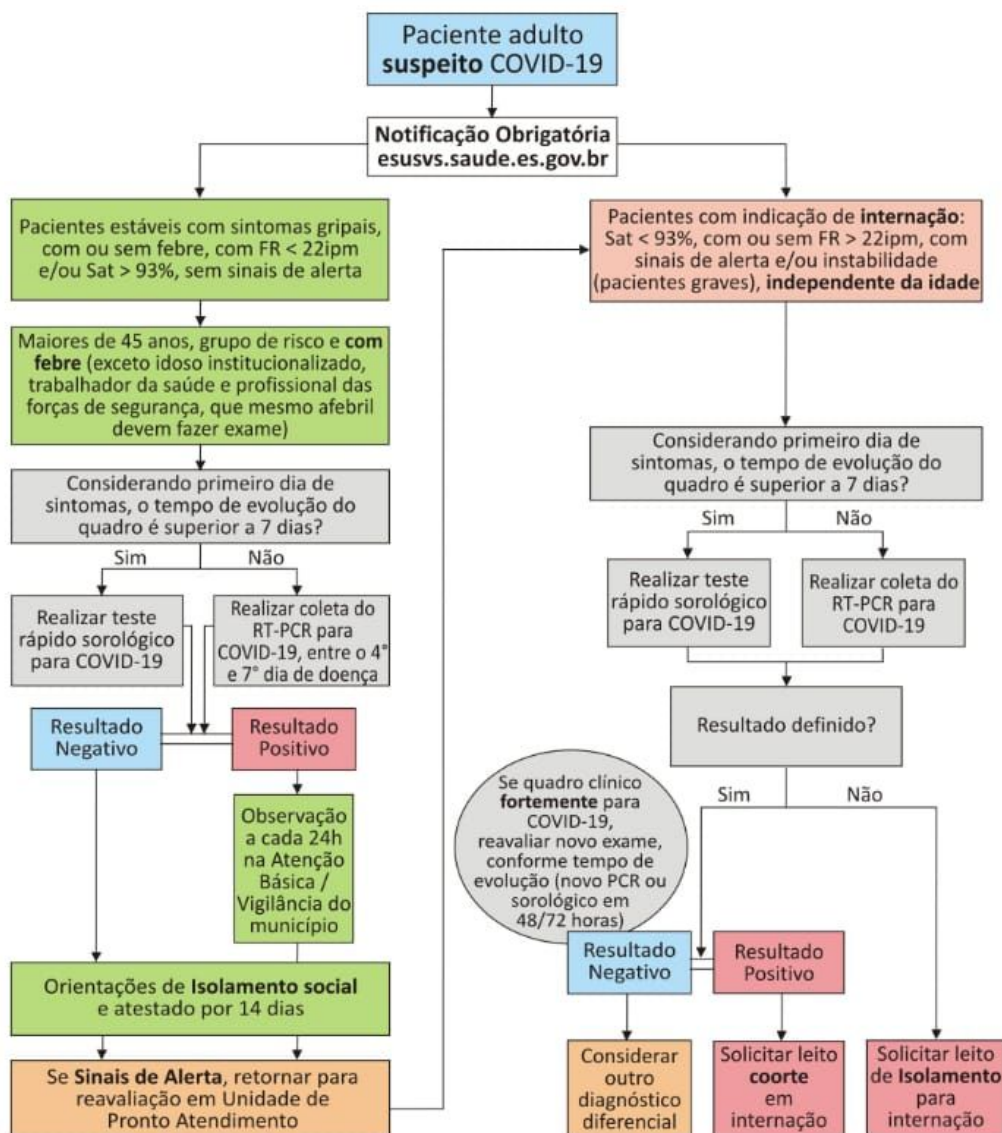 Paciente adulto
suspeito COVID-19
Notificação Obrigatória
esusvs.saude.es.gov.br
Pacientes estáveis com sintomas gripais,
com ou sem febre, com FR < 22ipm
e/ou Sat > 93%, sem sinais de alerta
Maiores de 45 anos, grupo de risco e com
febre (exceto idoso institucionalizado,
trabalhador da saúde e profissional das
forças de segurança, que mesmo afebril
devem fazer exame)
Considerando primeiro dia de
sintomas, o tempo de evolução do
quadro é superior a 7 dias?
Sim
Não
Realizar teste
rápido sorológico
para COVID-19
Realizar coleta do
RT-PCR para
COVID-19, entre o 4°
e 7° dia de doença
Resultado
Negativo
Resultado
Positivo
Observação
a cada 24h
na Atenção
Básica /
Vigilância do
município
Orientações de Isolamento social
e atestado por 14 dias
Se Sinais de Alerta, retornar para
reavaliação em Unidade de
Pronto Atendimento
Pacientes com indicação de internação:
Sat < 93%, com ou sem FR > 22ipm, com
sinais de alerta e/ou instabilidade
(pacientes graves), independente da idade
Considerando primeiro dia de
sintomas, o tempo de evolução do
quadro é superior a 7 dias?
Sim
Não
Realizar teste
rápido sorológico
para COVID-19
Realizar coleta do
RT-PCR para
COVID-19
Resultado definido?
Sim
Não
Se quadro clínico
fortemente para
COVID-19,
reavaliar novo exame,
conforme tempo de
evolução (novo PCR ou
sorológico em
48/72 horas)
Resultado
Negativo
Resultado
Positivo
Considerar
outro
diagnóstico
diferencial
Solicitar leito
coorte
em
internação
Solicitar leito
de Isolamento
para
internação